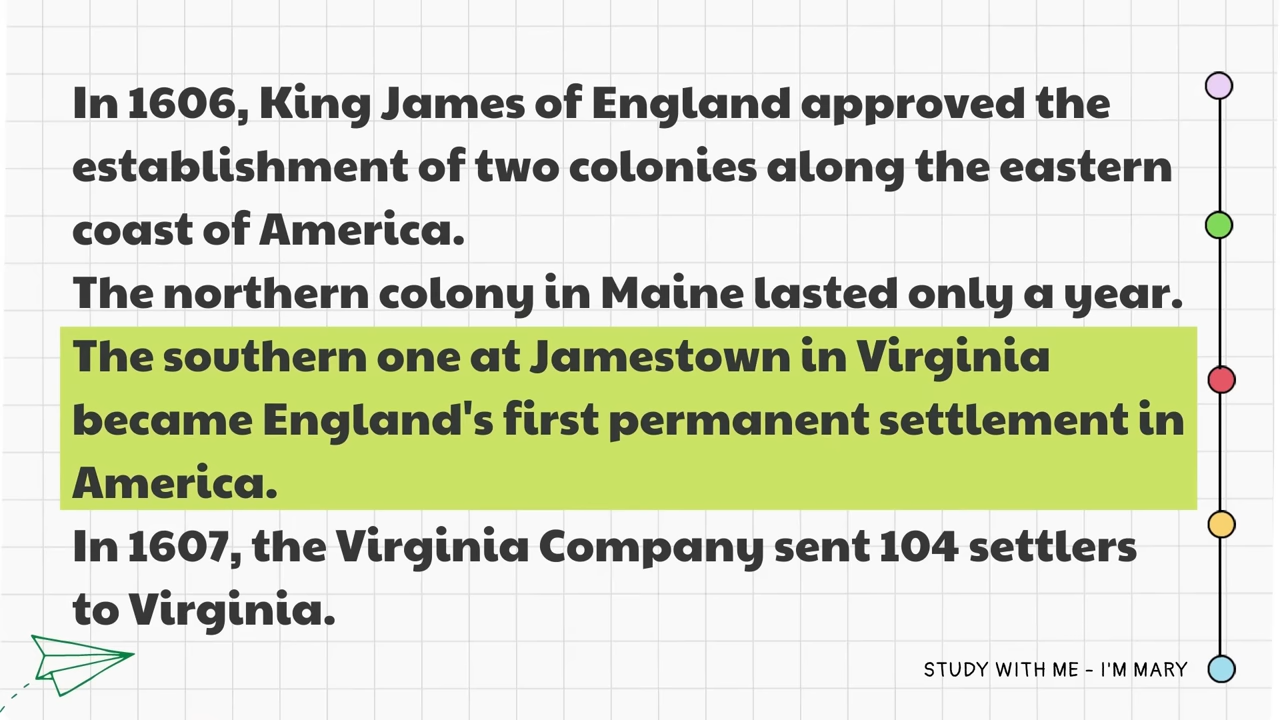 In 1606, King James of England approved the
establishment of two colonies along the eastern
coast of America.
The northern colony in Maine lasted only a year.
The southern one at Jamestown in Virginia
became England's first permanent settlement in
America.
In 1607, the Virginia Company sent 104 settlers
to Virginia.
STUDY WITH ME - I'M MARY